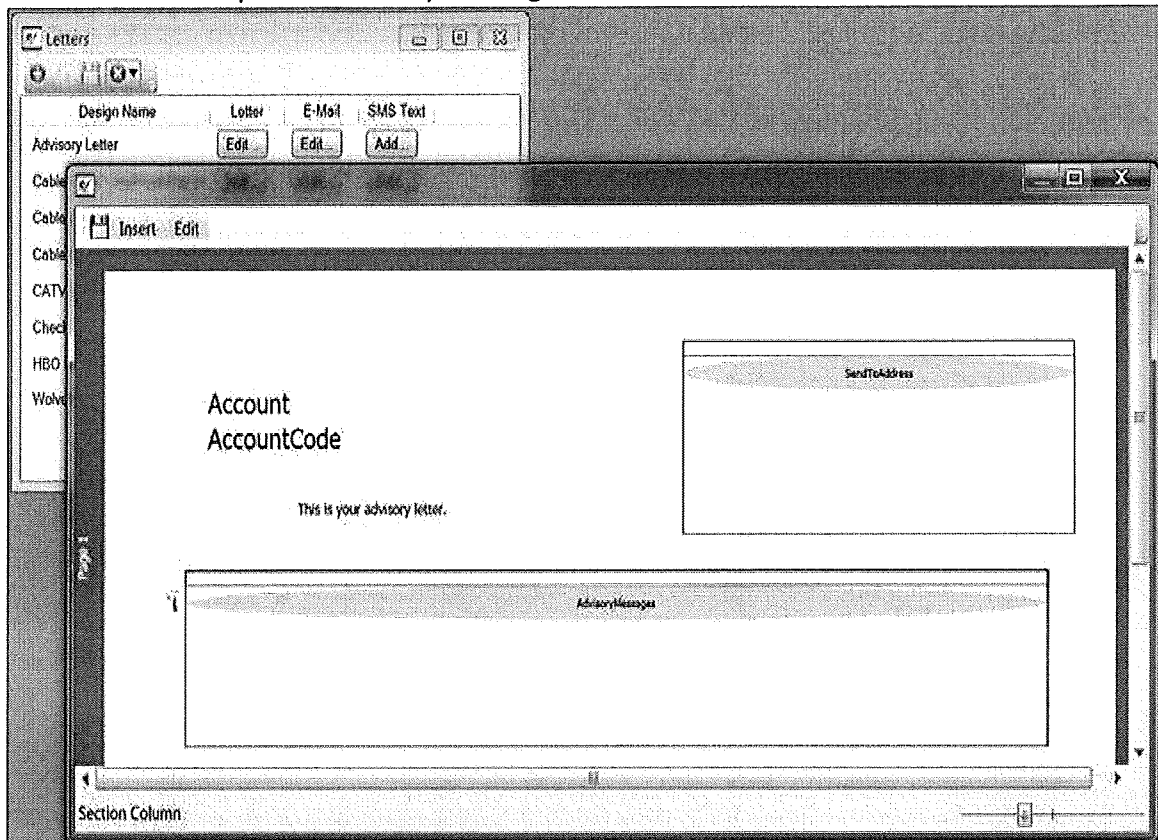 Letters
Design Name Letter E-Mail SMS Text
Advisory Letter Edit... Edit... Add...
Cable
Cable
Cable
CATV
Check
HBO
Wolve
Insert Edit
SendToAddress
Account
AccountCode
This is your advisory letter.
Page 1
AdvisoryMessages
Section Column